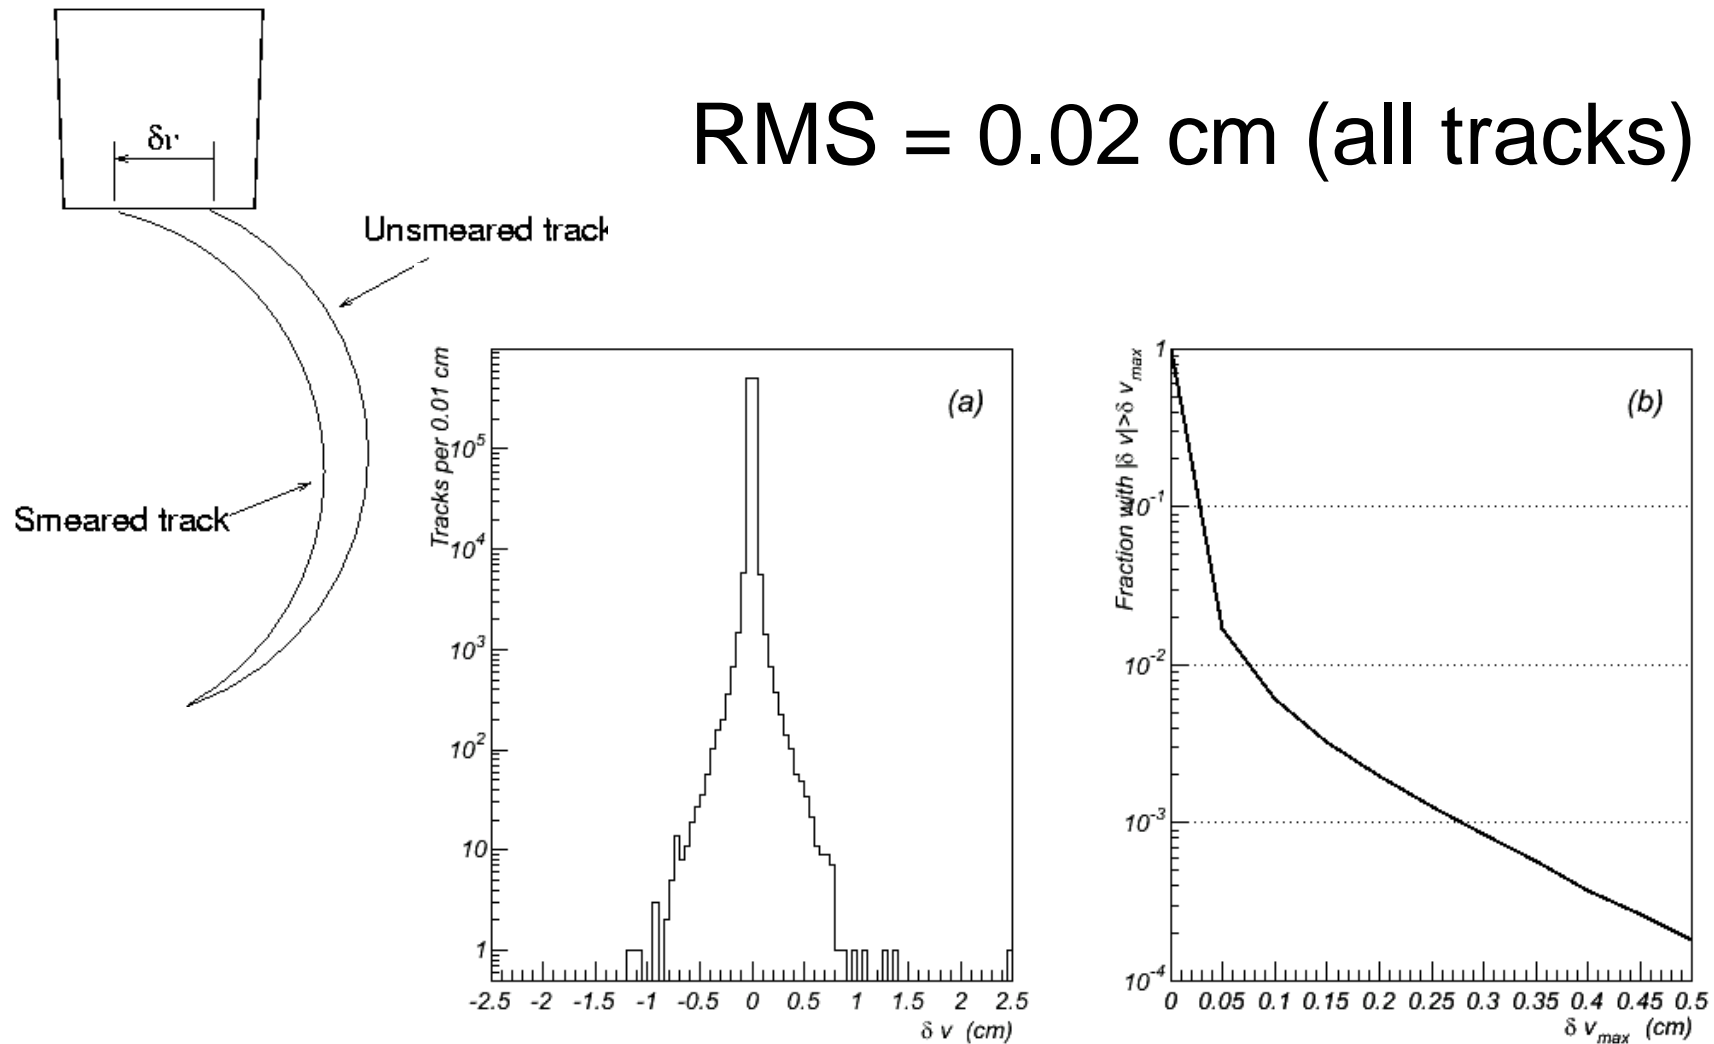 δv
RMS = 0.02 cm (all tracks)
Unsmeared track
Smeared track
Tracks per 0.01 cm
(a)
10^5
10^4
10^3
10^2
10
1
-2.5 -2 -1.5 -1 -0.5 0 0.5 1 1.5 2 2.5
δ v (cm)
Fraction with |δ v|>δ v_max
(b)
1
10^-1
10^-2
10^-3
10^-4
0 0.05 0.1 0.15 0.2 0.25 0.3 0.35 0.4 0.45 0.5
δ v_max (cm)